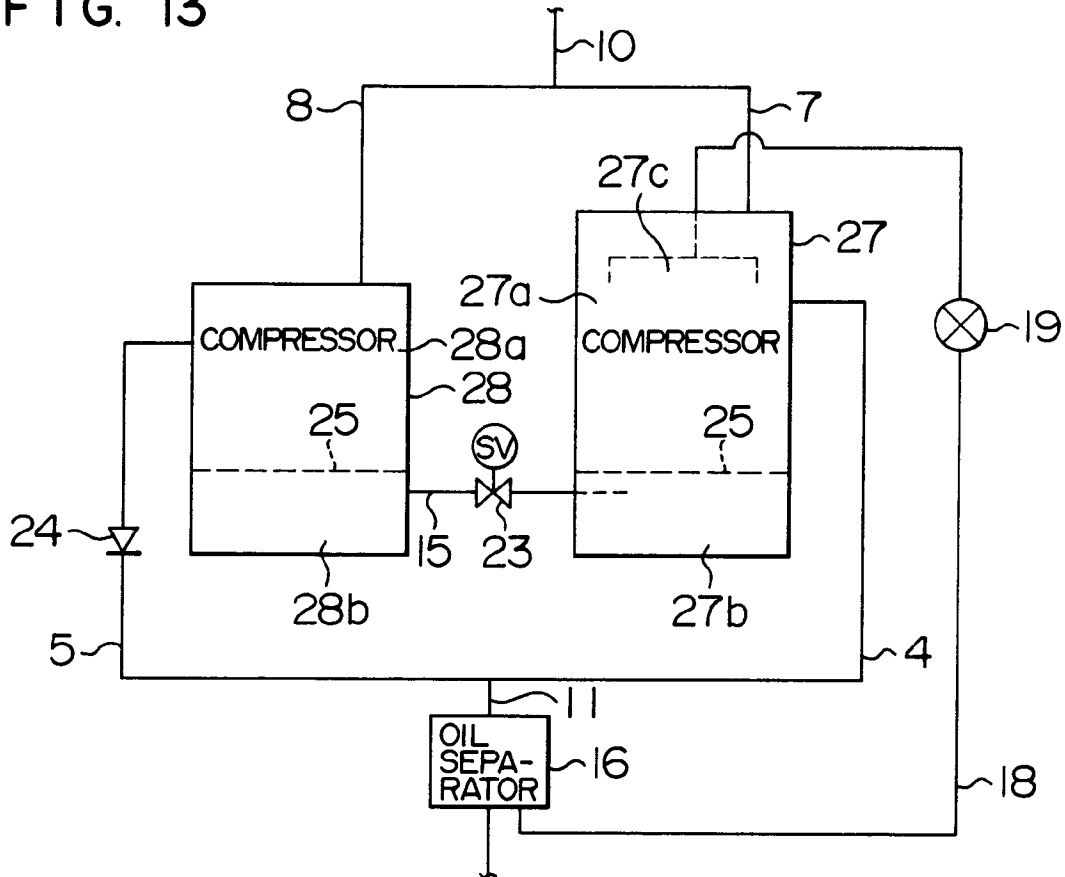 FIG. 13
10
8
7
27c
27
27a
19
COMPRESSOR
28a
COMPRESSOR
28
25
25
SV
24
15
23
28b
27b
5
4
11
OIL
SEPA-
RATOR
16
18